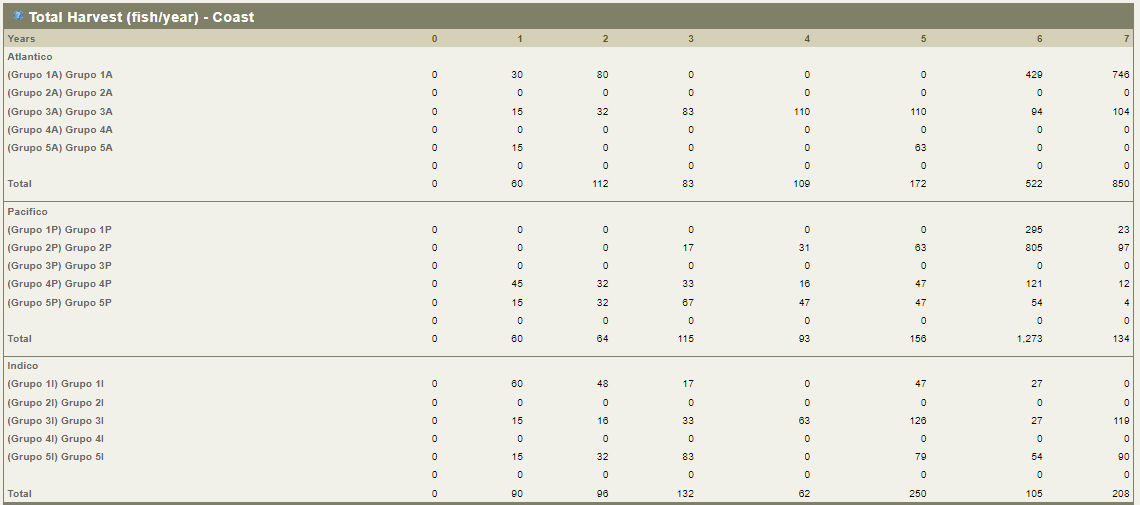 Total Harvest (fish/year) - Coast
Years 0 1 2 3 4 5 6 7
Atlantico
(Grupo 1A) Grupo 1A 0 30 80 0 0 0 429 746
(Grupo 2A) Grupo 2A 0 0 0 0 0 0 0 0
(Grupo 3A) Grupo 3A 0 15 32 83 110 110 94 104
(Grupo 4A) Grupo 4A 0 0 0 0 0 0 0 0
(Grupo 5A) Grupo 5A 0 15 0 0 0 63 0 0
0 0 0 0 0 0 0 0
Total 0 60 112 83 109 172 522 850
Pacifico
(Grupo 1P) Grupo 1P 0 0 0 0 0 0 295 23
(Grupo 2P) Grupo 2P 0 0 0 17 31 63 805 97
(Grupo 3P) Grupo 3P 0 0 0 0 0 0 0 0
(Grupo 4P) Grupo 4P 0 45 32 33 16 47 121 12
(Grupo 5P) Grupo 5P 0 15 32 67 47 47 54 4
0 0 0 0 0 0 0 0
Total 0 60 64 115 93 156 1,273 134
Indico
(Grupo 1I) Grupo 1I 0 60 48 17 0 47 27 0
(Grupo 2I) Grupo 2I 0 0 0 0 0 0 0 0
(Grupo 3I) Grupo 3I 0 15 16 33 63 126 27 119
(Grupo 4I) Grupo 4I 0 0 0 0 0 0 0 0
(Grupo 5I) Grupo 5I 0 15 32 83 0 79 54 90
0 0 0 0 0 0 0 0
Total 0 90 96 132 62 250 105 208